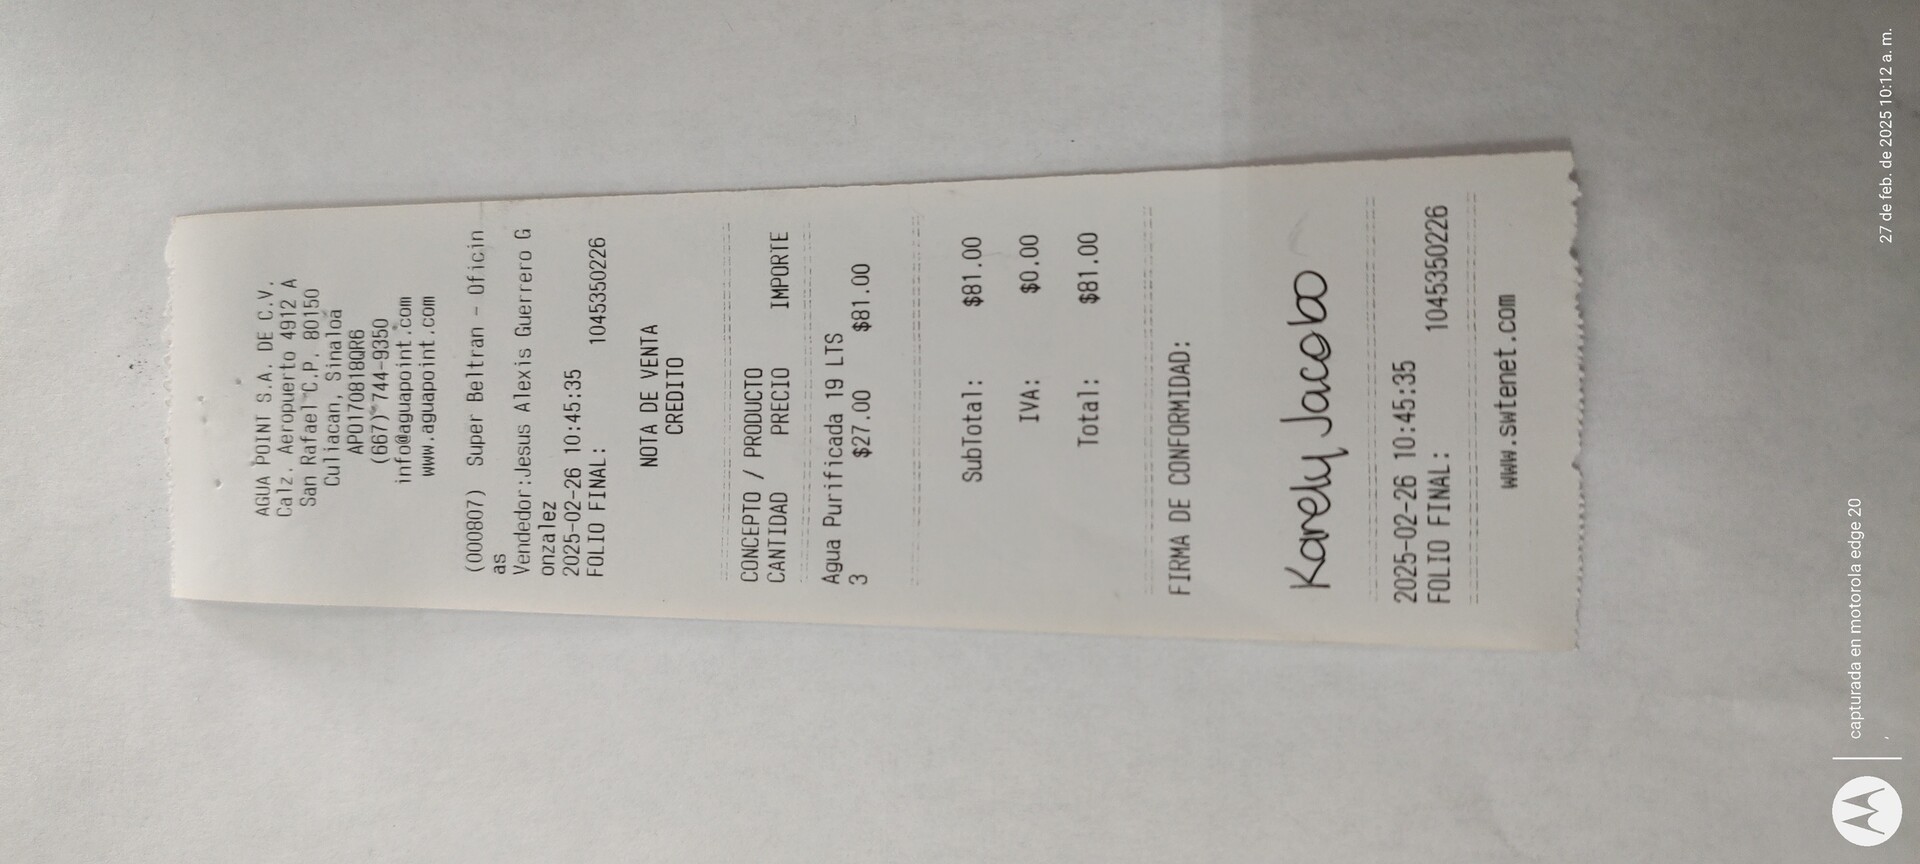 AGUA POINT S.A. DE C.V.
Calz. Aeropuerto 4912 A
San Rafael C.P. 80150
Culiacan, Sinaloa
APO170818QR6
(667) 744-9350
info@aguapoint.com
www.aguapoint.com
(000807) Super Beltran - Oficin
as
Vendedor:Jesus Alexis Guerrero G
onzalez
2025-02-26 10:45:35
FOLIO FINAL: 1045350226
NOTA DE VENTA
CREDITO
CONCEPTO / PRODUCTO
CANTIDAD PRECIO IMPORTE
Agua Purificada 19 LTS
3 $27.00 $81.00
SubTotal: $81.00
IVA: $0.00
Total: $81.00
FIRMA DE CONFORMIDAD:
Karely Jacobo
2025-02-26 10:45:35
FOLIO FINAL: 1045350226
www.swtenet.com
capturada en motorola edge 20
27 de feb. de 2025 10:12 a. m.